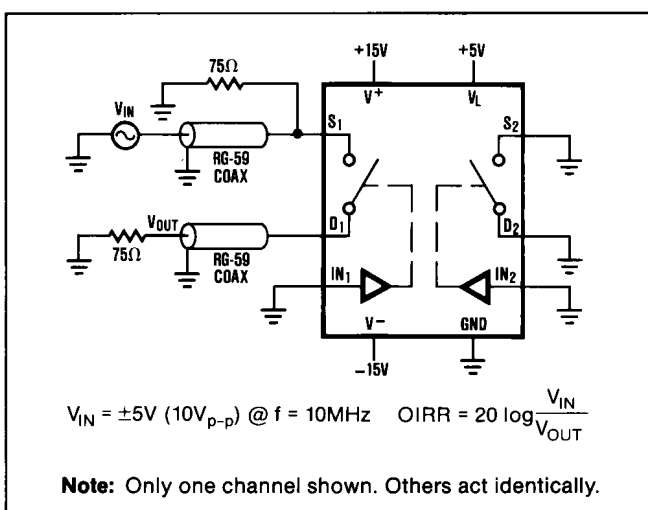 +15V +5V
75Ω
V+ VL
VIN S1 S2
RG-59
COAX
VOUT D1 D2
75Ω RG-59
COAX
IN1 IN2
V− GND
−15V
VIN = ±5V (10Vp-p) @ f = 10MHz OIRR = 20 log VIN/VOUT
Note: Only one channel shown. Others act identically.